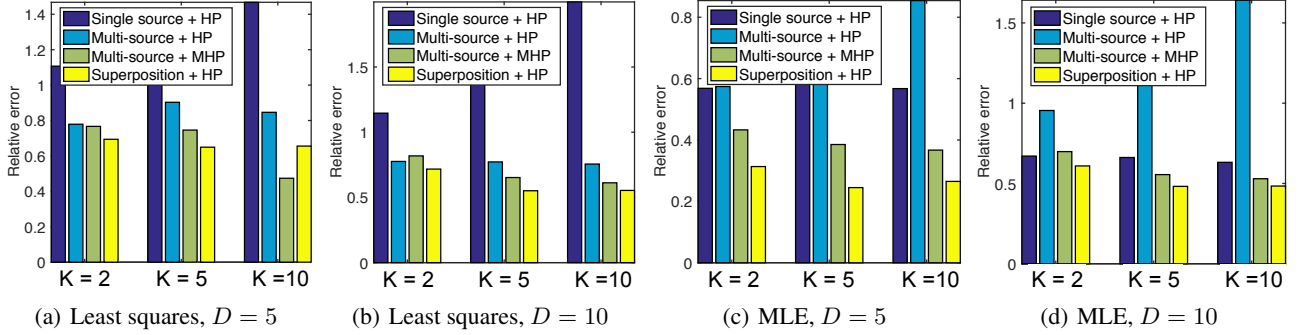 Relative error
1.4
1.2
1
0.8
0.6
0.4
0.2
0
Single source + HP
Multi-source + HP
Multi-source + MHP
Superposition + HP
K = 2 K = 5 K =10
(a) Least squares, D = 5
Relative error
1.5
1
0.5
0
Single source + HP
Multi-source + HP
Multi-source + MHP
Superposition + HP
K = 2 K = 5 K =10
(b) Least squares, D = 10
Relative error
0.8
0.6
0.4
0.2
0
Single source + HP
Multi-source + HP
Multi-source + MHP
Superposition + HP
K = 2 K = 5 K =10
(c) MLE, D = 5
Relative error
1.5
1
0.5
0
Single source + HP
Multi-source + HP
Multi-source + MHP
Superposition + HP
K = 2 K = 5 K =10
(d) MLE, D = 10